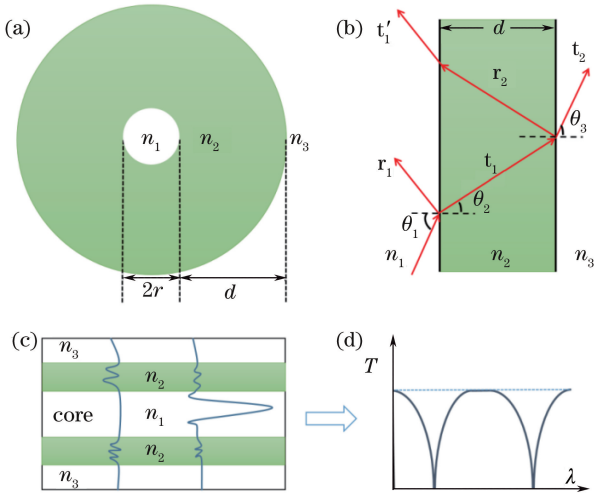 (a)
n₁
n₂
n₃
2r
d
(b)
t₁′
d
t₂
r₂
θ₃
r₁
t₁
θ₂
θ₁
n₁
n₂
n₃
(c)
n₃
n₂
core
n₁
n₂
n₃
(d)
T
λ